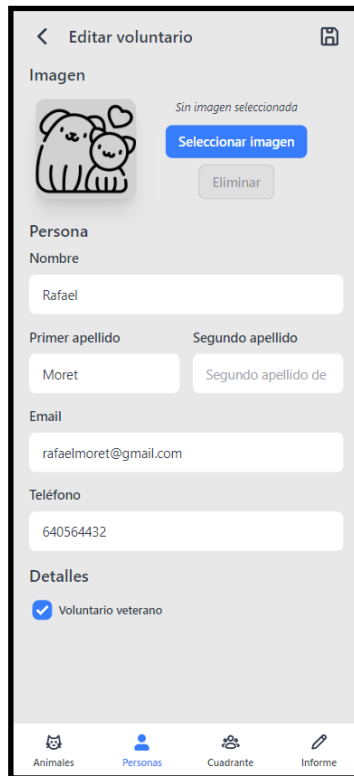 Editar voluntario
Imagen
Sin imagen seleccionada
Seleccionar imagen
Eliminar
Persona
Nombre
Rafael
Primer apellido Segundo apellido
Moret Segundo apellido de
Email
rafaelmoret@gmail.com
Teléfono
640564432
Detalles
Voluntario veterano
Animales Personas Cuadrante Informe